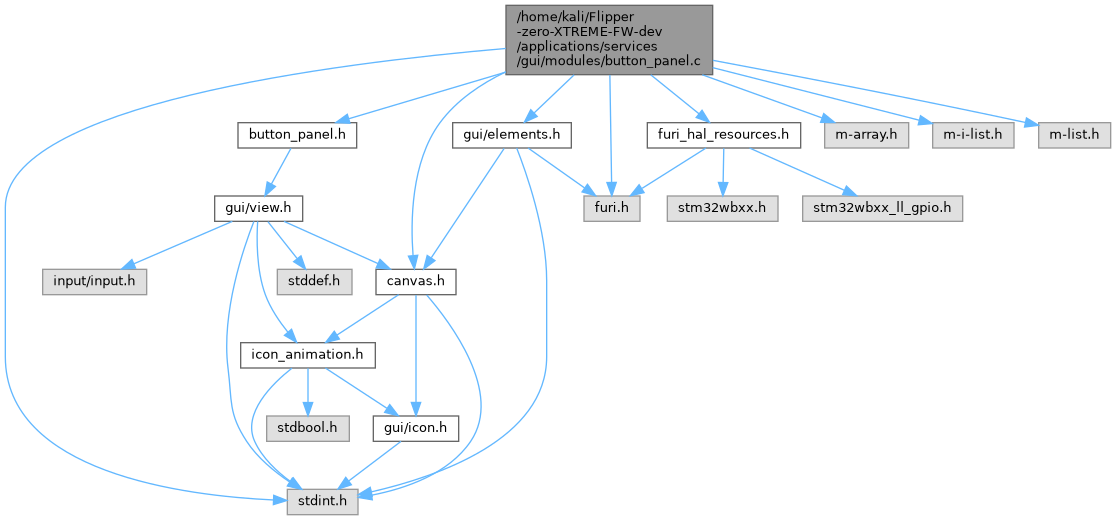 /home/kali/Flipper
-zero-XTREME-FW-dev
/applications/services
/gui/modules/button_panel.c
button_panel.h
gui/elements.h
furi_hal_resources.h
m-array.h
m-i-list.h
m-list.h
gui/view.h
furi.h
stm32wbxx.h
stm32wbxx_ll_gpio.h
input/input.h
stddef.h
canvas.h
icon_animation.h
stdbool.h
gui/icon.h
stdint.h